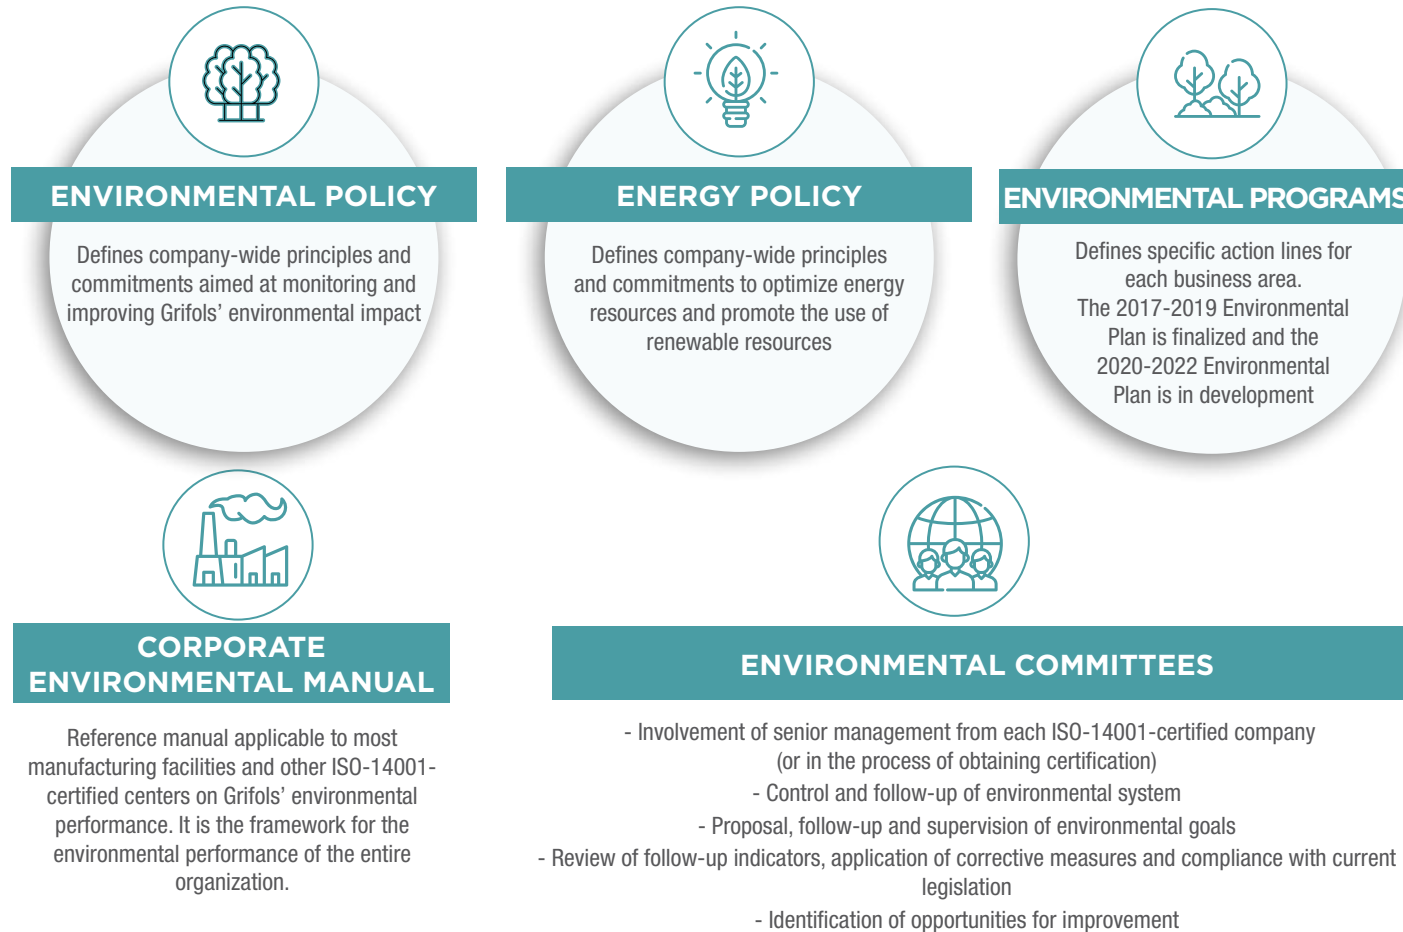 ENVIRONMENTAL POLICY
Defines company-wide principles and
commitments aimed at monitoring and
improving Grifols’ environmental impact
ENERGY POLICY
Defines company-wide principles
and commitments to optimize energy
resources and promote the use of
renewable resources
ENVIRONMENTAL PROGRAMS
Defines specific action lines for
each business area.
The 2017-2019 Environmental
Plan is finalized and the
2020-2022 Environmental
Plan is in development
CORPORATE
ENVIRONMENTAL MANUAL
Reference manual applicable to most
manufacturing facilities and other ISO-14001-
certified centers on Grifols’ environmental
performance. It is the framework for the
environmental performance of the entire
organization.
ENVIRONMENTAL COMMITTEES
- Involvement of senior management from each ISO-14001-certified company
(or in the process of obtaining certification)
- Control and follow-up of environmental system
- Proposal, follow-up and supervision of environmental goals
- Review of follow-up indicators, application of corrective measures and compliance with current
legislation
- Identification of opportunities for improvement